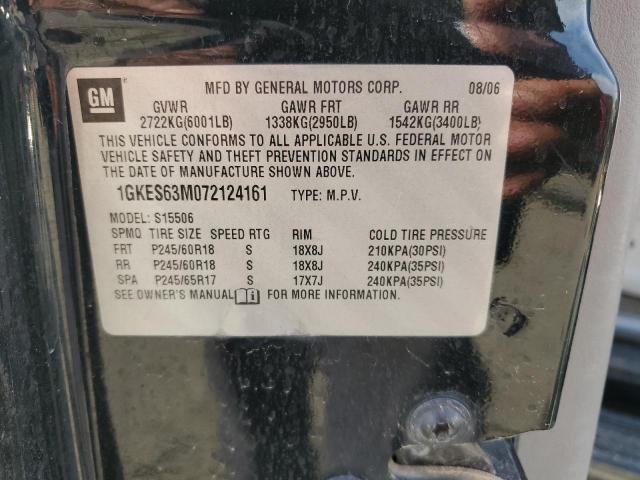 GM
MFD BY GENERAL MOTORS CORP. 08/06
GVWR GAWR FRT GAWR RR
2722KG(6001LB) 1338KG(2950LB) 1542KG(3400LB)
THIS VEHICLE CONFORMS TO ALL APPLICABLE U.S. FEDERAL MOTOR
VEHICLE SAFETY AND THEFT PREVENTION STANDARDS IN EFFECT ON
THE DATE OF MANUFACTURE SHOWN ABOVE.
1GKES63M072124161 TYPE: M.P.V.
MODEL: S15506
SPMQ TIRE SIZE SPEED RTG RIM COLD TIRE PRESSURE
FRT P245/60R18 S 18X8J 210KPA(30PSI)
RR P245/60R18 S 18X8J 240KPA(35PSI)
SPA P245/65R17 S 17X7J 240KPA(35PSI)
SEE OWNER'S MANUAL FOR MORE INFORMATION.